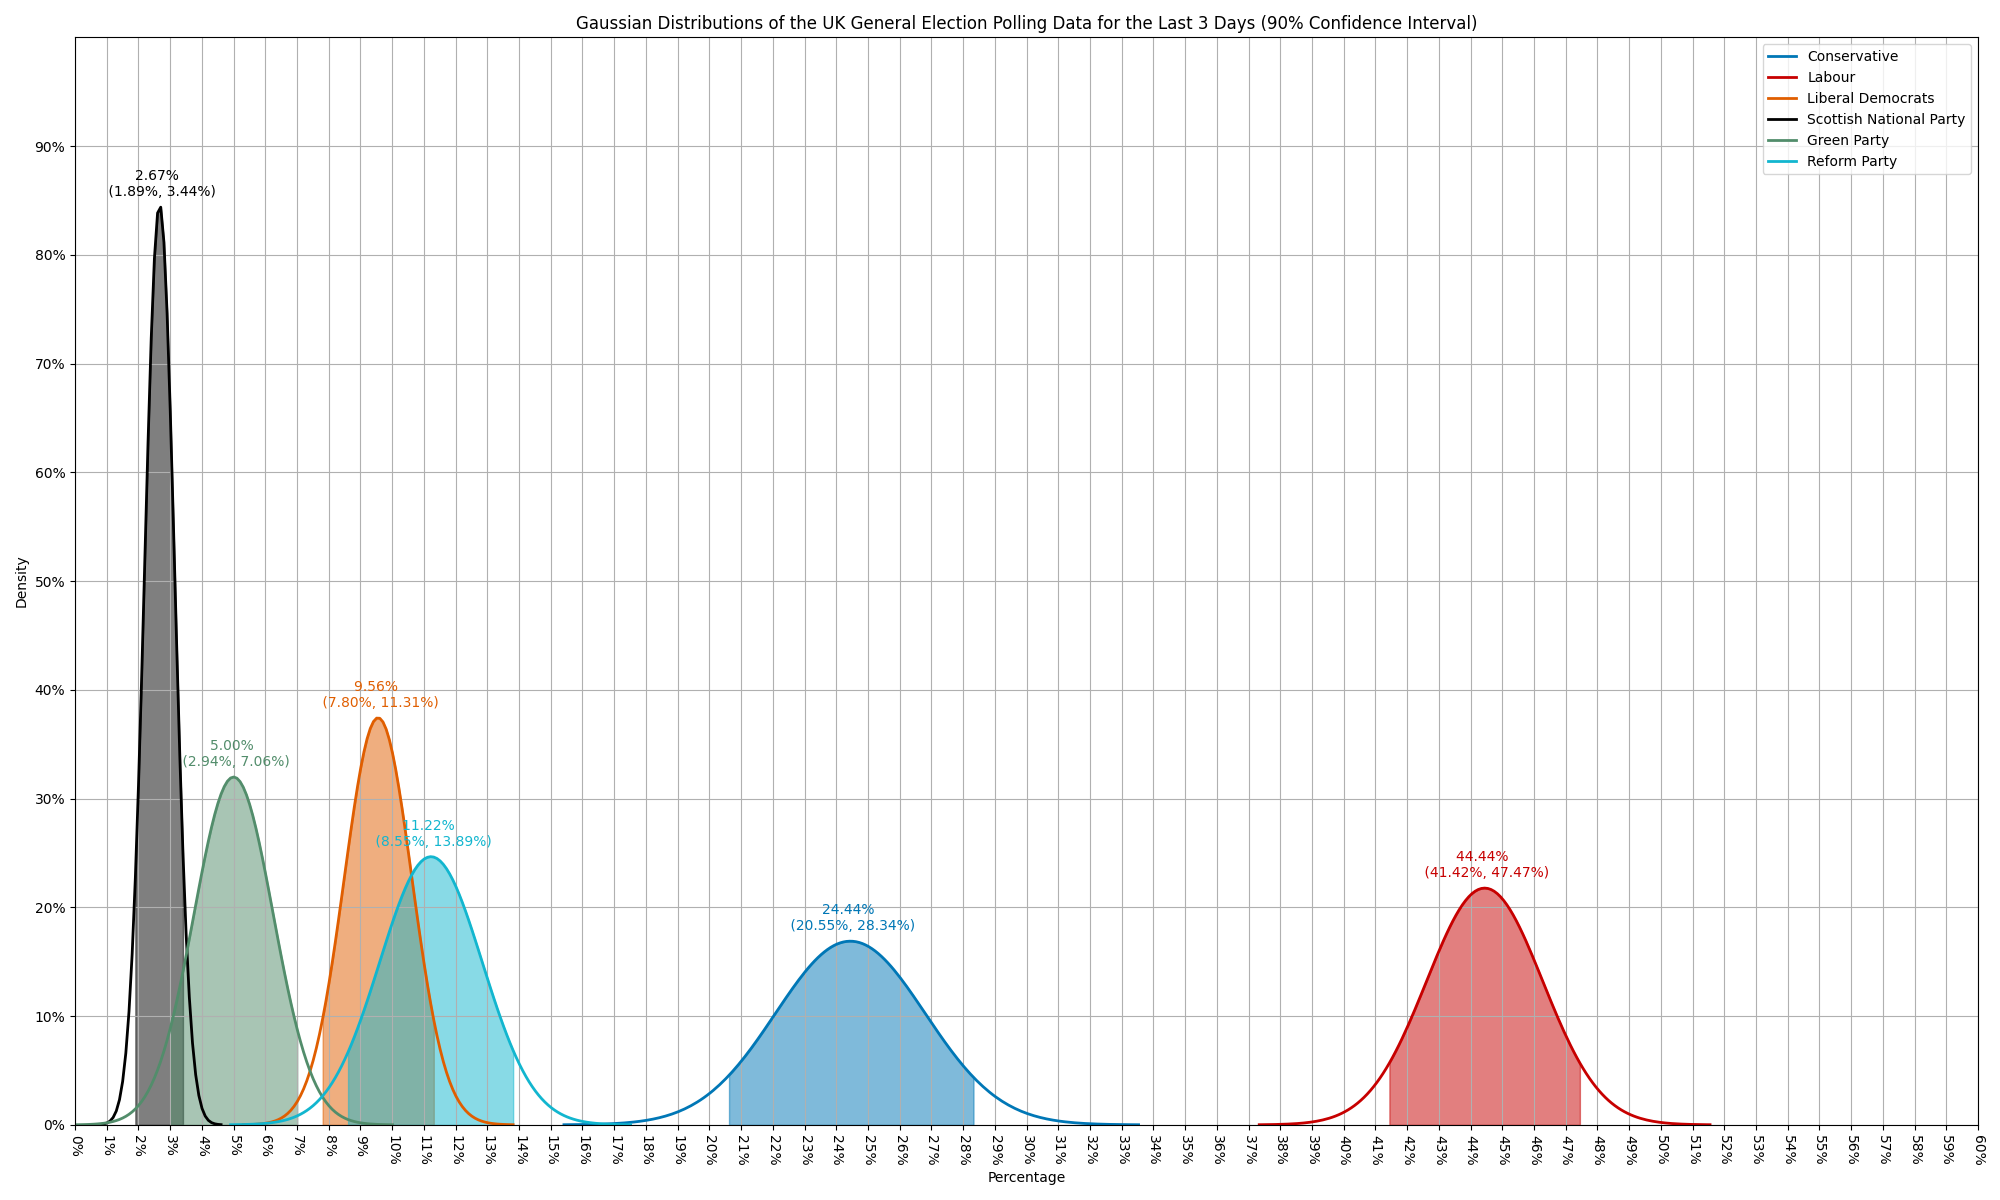 Gaussian Distributions of the UK General Election Polling Data for the Last 3 Days (90% Confidence Interval)
Conservative
Labour
Liberal Democrats
Scottish National Party
Green Party
Reform Party
90%
80%
70%
60%
50%
40%
30%
20%
10%
0%
Density
2.67%
(1.89%, 3.44%)
9.56%
(7.80%, 11.31%)
5.00%
(2.94%, 7.06%)
11.22%
(8.55%, 13.89%)
44.44%
(41.42%, 47.47%)
24.44%
(20.55%, 28.34%)
0% 1% 2% 3% 4% 5% 6% 7% 8% 9% 10% 11% 12% 13% 14% 15% 16% 17% 18% 19% 20% 21% 22% 23% 24% 25% 26% 27% 28% 29% 30% 31% 32% 33% 34% 35% 36% 37% 38% 39% 40% 41% 42% 43% 44% 45% 46% 47% 48% 49% 50% 51% 52% 53% 54% 55% 56% 57% 58% 59% 60%
Percentage